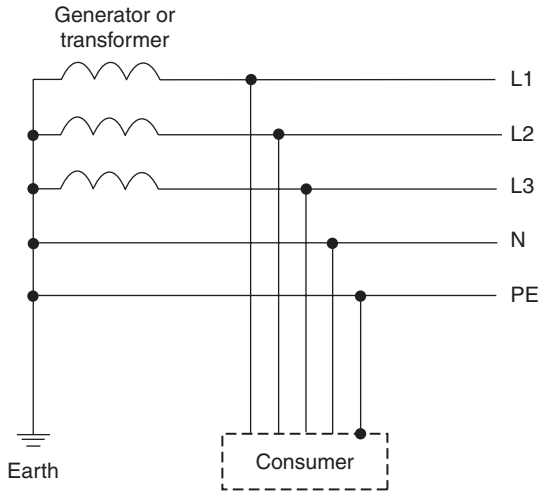 Generator or
transformer
L1
L2
L3
N
PE
Consumer
Earth